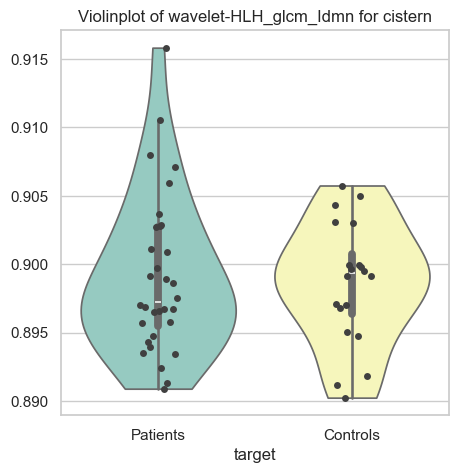 Violinplot of wavelet-HLH_glcm_Idmn for cistern
0.915
0.910
0.905
0.900
0.895
0.890
Patients
Controls
target